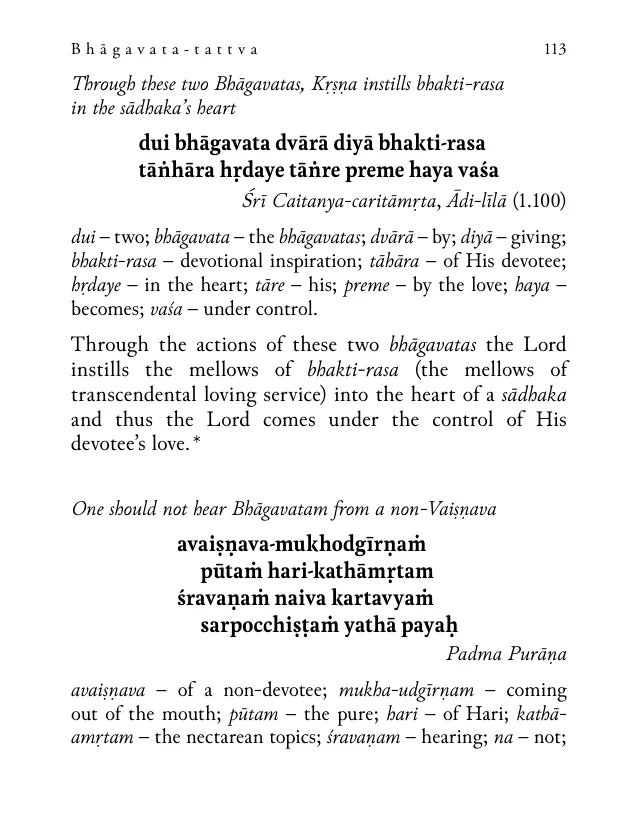 Bhāgavata-tattva 113
Through these two Bhāgavatas, Kṛṣṇa instills bhakti-rasa
in the sādhaka’s heart
dui bhāgavata dvārā diyā bhakti-rasa
tāṅhāra hṛdaye tāṅre preme haya vaśa
Śrī Caitanya-caritāmṛta, Ādi-līlā (1.100)
dui – two; bhāgavata – the bhāgavatas; dvārā – by; diyā – giving;
bhakti-rasa – devotional inspiration; tāhāra – of His devotee;
hṛdaye – in the heart; tāre – his; preme – by the love; haya –
becomes; vaśa – under control.
Through the actions of these two bhāgavatas the Lord
instills the mellows of bhakti-rasa (the mellows of
transcendental loving service) into the heart of a sādhaka
and thus the Lord comes under the control of His
devotee’s love.*
One should not hear Bhāgavatam from a non-Vaiṣṇava
avaiṣṇava-mukhodgīrṇaṁ
pūtaṁ hari-kathāmṛtam
śravaṇaṁ naiva kartavyaṁ
sarpocchiṣṭaṁ yathā payaḥ
Padma Purāṇa
avaiṣṇava – of a non-devotee; mukha-udgīrṇam – coming
out of the mouth; pūtam – the pure; hari – of Hari; kathā-
amṛtam – the nectarean topics; śravaṇam – hearing; na – not;